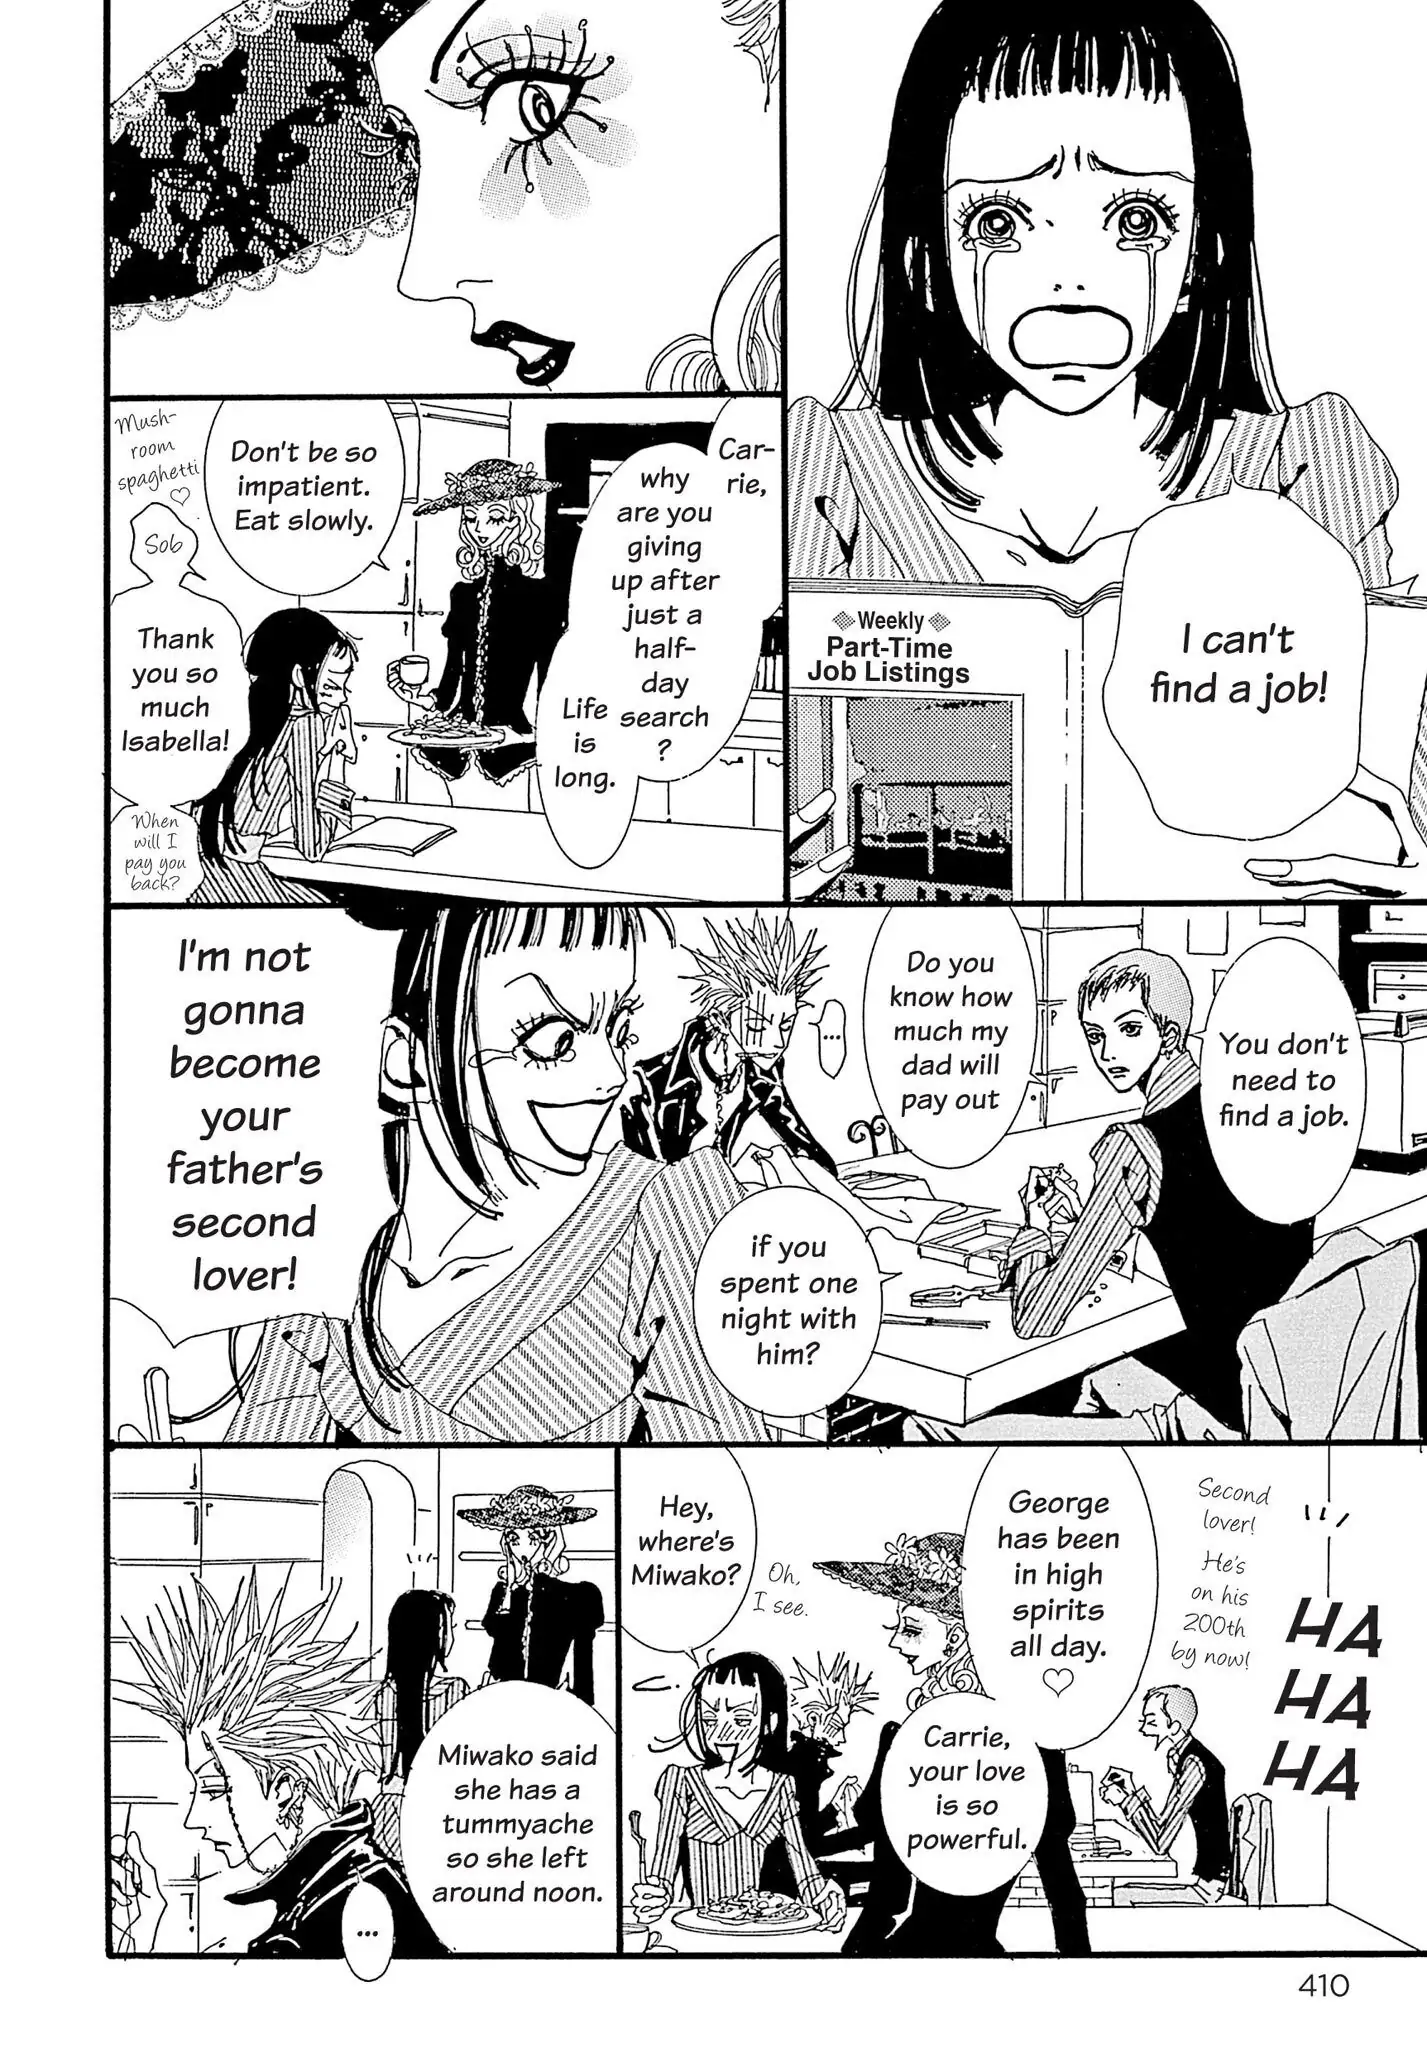 I can't
find a job!
Weekly
Part-Time
Job Listings
Car-
rie,
why
are you
giving
up after
just a
half-
day
search
?
Life
is
long.
Don't be so
impatient.
Eat slowly.
Mush-
room
spaghetti
♡
Sob
Thank
you so
much
Isabella!
When
will I
pay you
back?
You don't
need to
find a job.
Do you
know how
much my
dad will
pay out
...
if you
spent one
night with
him?
I'm not
gonna
become
your
father's
second
lover!
Second
lover!
He's
on his
200th
by now!
HA
HA
HA
George
has been
in high
spirits
all day.
♡
Carrie,
your love
is so
powerful.
Oh,
I see.
Hey,
where's
Miwako?
Miwako said
she has a
tummyache
so she left
around noon.
...
410